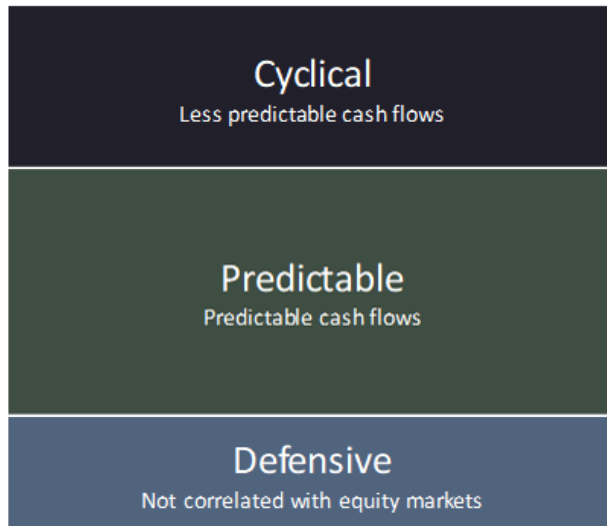 Cyclical
Less predictable cash flows
Predictable
Predictable cash flows
Defensive
Not correlated with equity markets